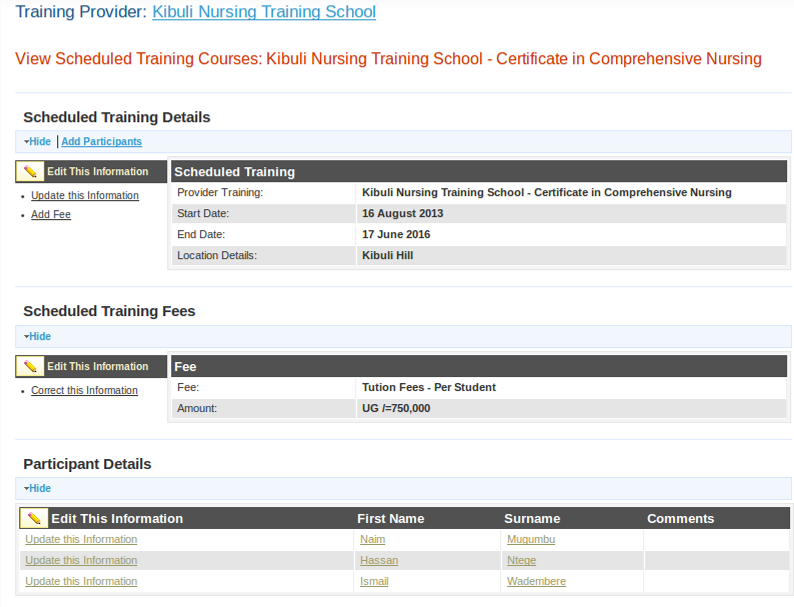 Training Provider: Kibuli Nursing Training School
View Scheduled Training Courses: Kibuli Nursing Training School - Certificate in Comprehensive Nursing
Scheduled Training Details
Hide | Add Participants
Edit This Information
• Update this Information
• Add Fee
Scheduled Training
Provider Training: Kibuli Nursing Training School - Certificate in Comprehensive Nursing
Start Date: 16 August 2013
End Date: 17 June 2016
Location Details: Kibuli Hill
Scheduled Training Fees
Hide
Edit This Information
• Correct this Information
Fee
Fee: Tution Fees - Per Student
Amount: UG /=750,000
Participant Details
Hide
Edit This Information First Name Surname Comments
Update this Information Naim Mugumbu
Update this Information Hassan Ntege
Update this Information Ismail Wadembere